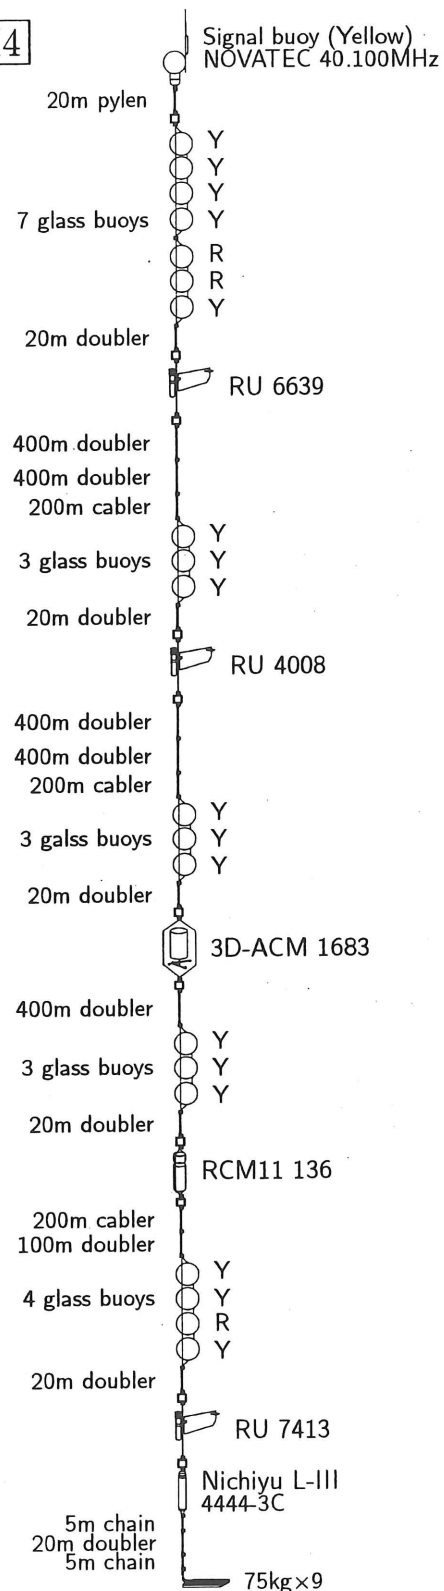 4
Signal buoy (Yellow)
NOVATEC 40.100MHz
20m pylen
Y
Y
Y
7 glass buoys Y
R
R
Y
20m doubler
RU 6639
400m doubler
400m doubler
200m cabler
Y
3 glass buoys Y
Y
20m doubler
RU 4008
400m doubler
400m doubler
200m cabler
Y
3 galss buoys Y
Y
20m doubler
3D-ACM 1683
400m doubler
Y
3 glass buoys Y
Y
20m doubler
RCM11 136
200m cabler
100m doubler
Y
4 glass buoys Y
R
Y
20m doubler
RU 7413
Nichiyu L-III
4444-3C
5m chain
20m doubler
5m chain
75kg×9